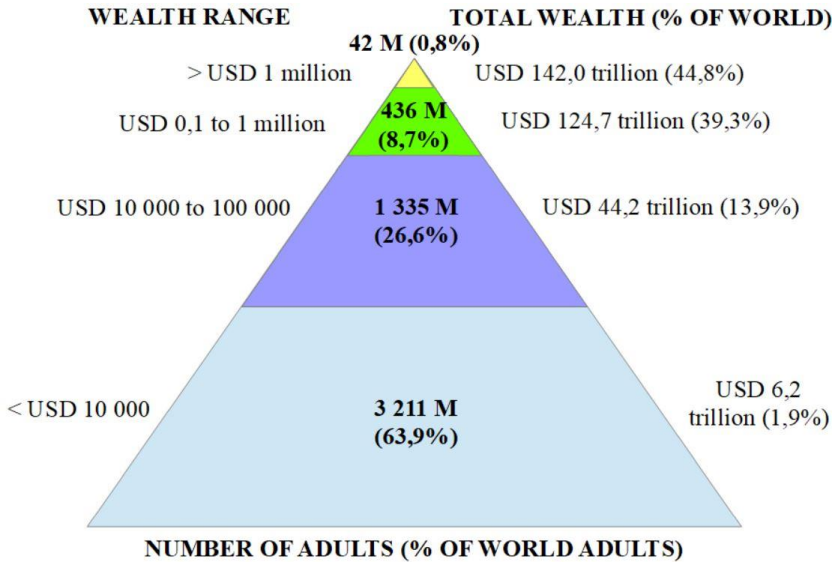 WEALTH RANGE
TOTAL WEALTH (% OF WORLD)
42 M (0,8%)
> USD 1 million
USD 142,0 trillion (44,8%)
USD 0,1 to 1 million
436 M
(8,7%)
USD 124,7 trillion (39,3%)
USD 10 000 to 100 000
1 335 M
(26,6%)
USD 44,2 trillion (13,9%)
< USD 10 000
3 211 M
(63,9%)
USD 6,2
trillion (1,9%)
NUMBER OF ADULTS (% OF WORLD ADULTS)